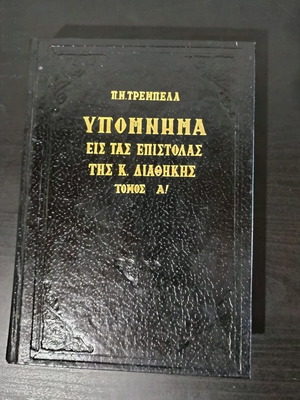 Π.Ν.ΤΡΕΜΠΕΛΑ
ΥΠΟΜΝΗΜΑ
ΕΙΣ ΤΑΣ ΕΠΙΣΤΟΛΑΣ
ΤΗΣ Κ. ΔΙΑΘΗΚΗΣ
ΤΟΜΟΣ Α!